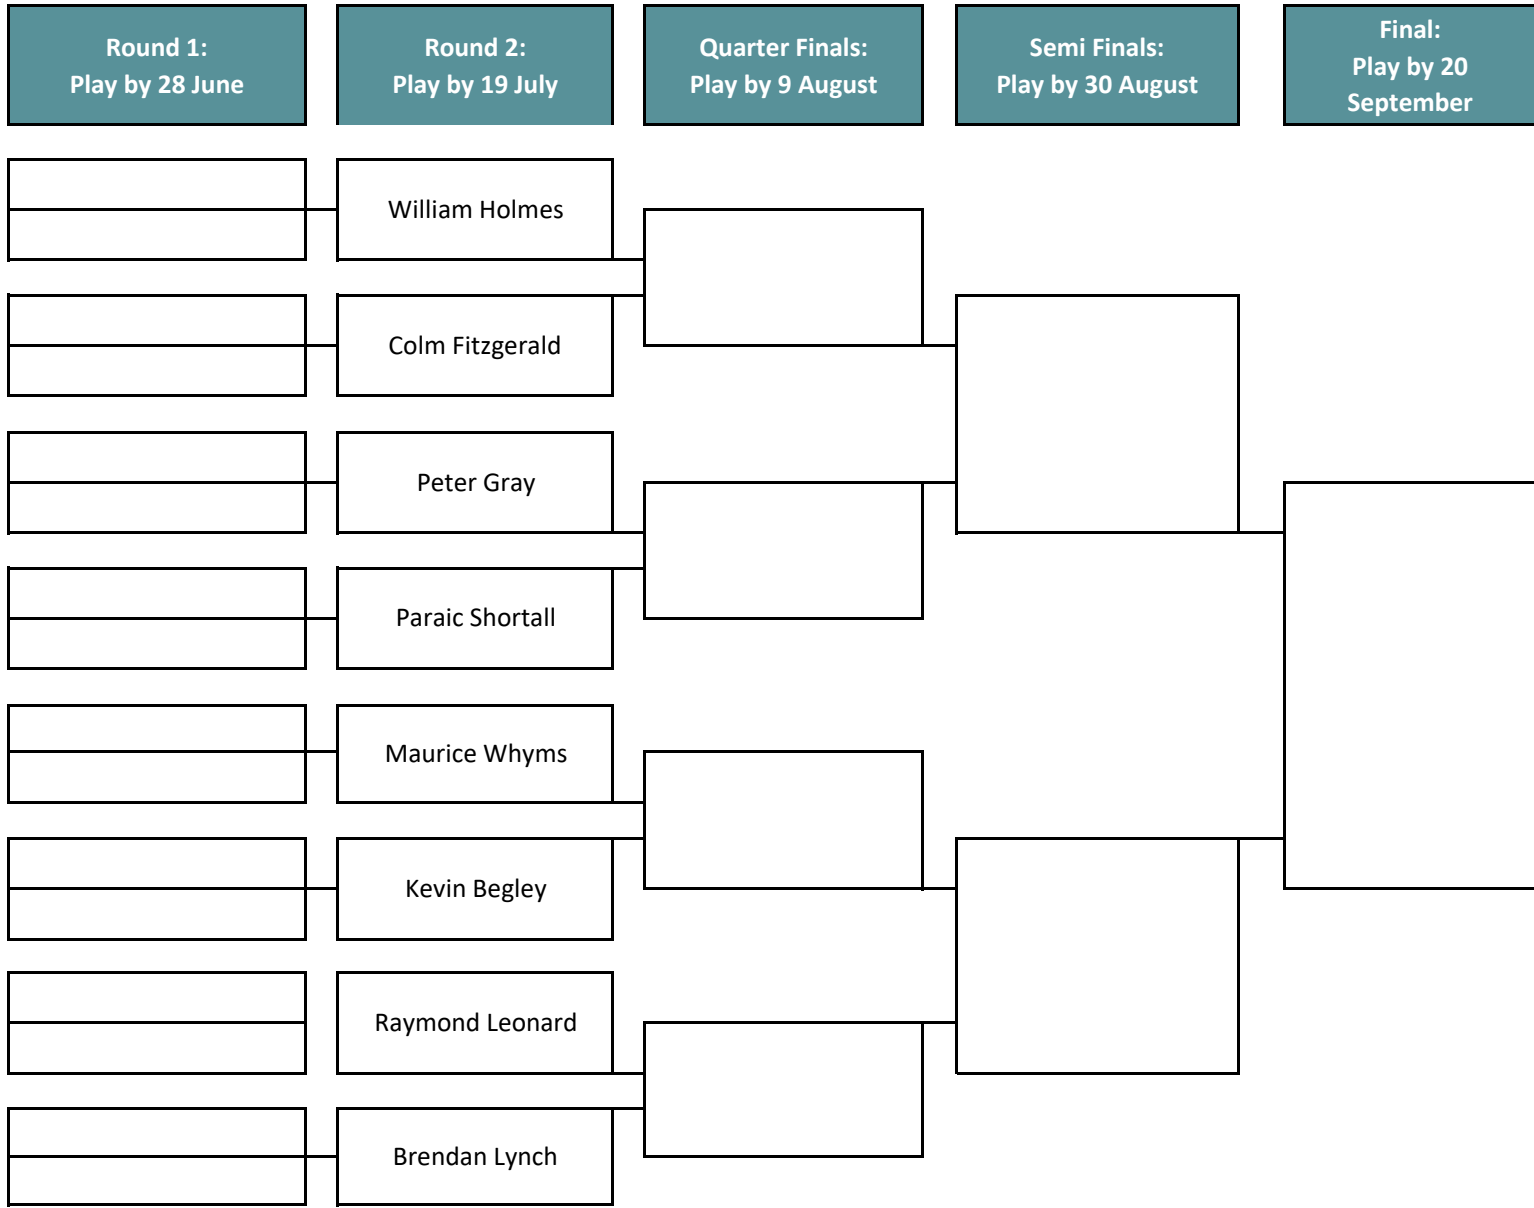 Round 1:
Play by 28 June
Round 2:
Play by 19 July
Quarter Finals:
Play by 9 August
Semi Finals:
Play by 30 August
Final:
Play by 20
September
William Holmes
Colm Fitzgerald
Peter Gray
Paraic Shortall
Maurice Whyms
Kevin Begley
Raymond Leonard
Brendan Lynch